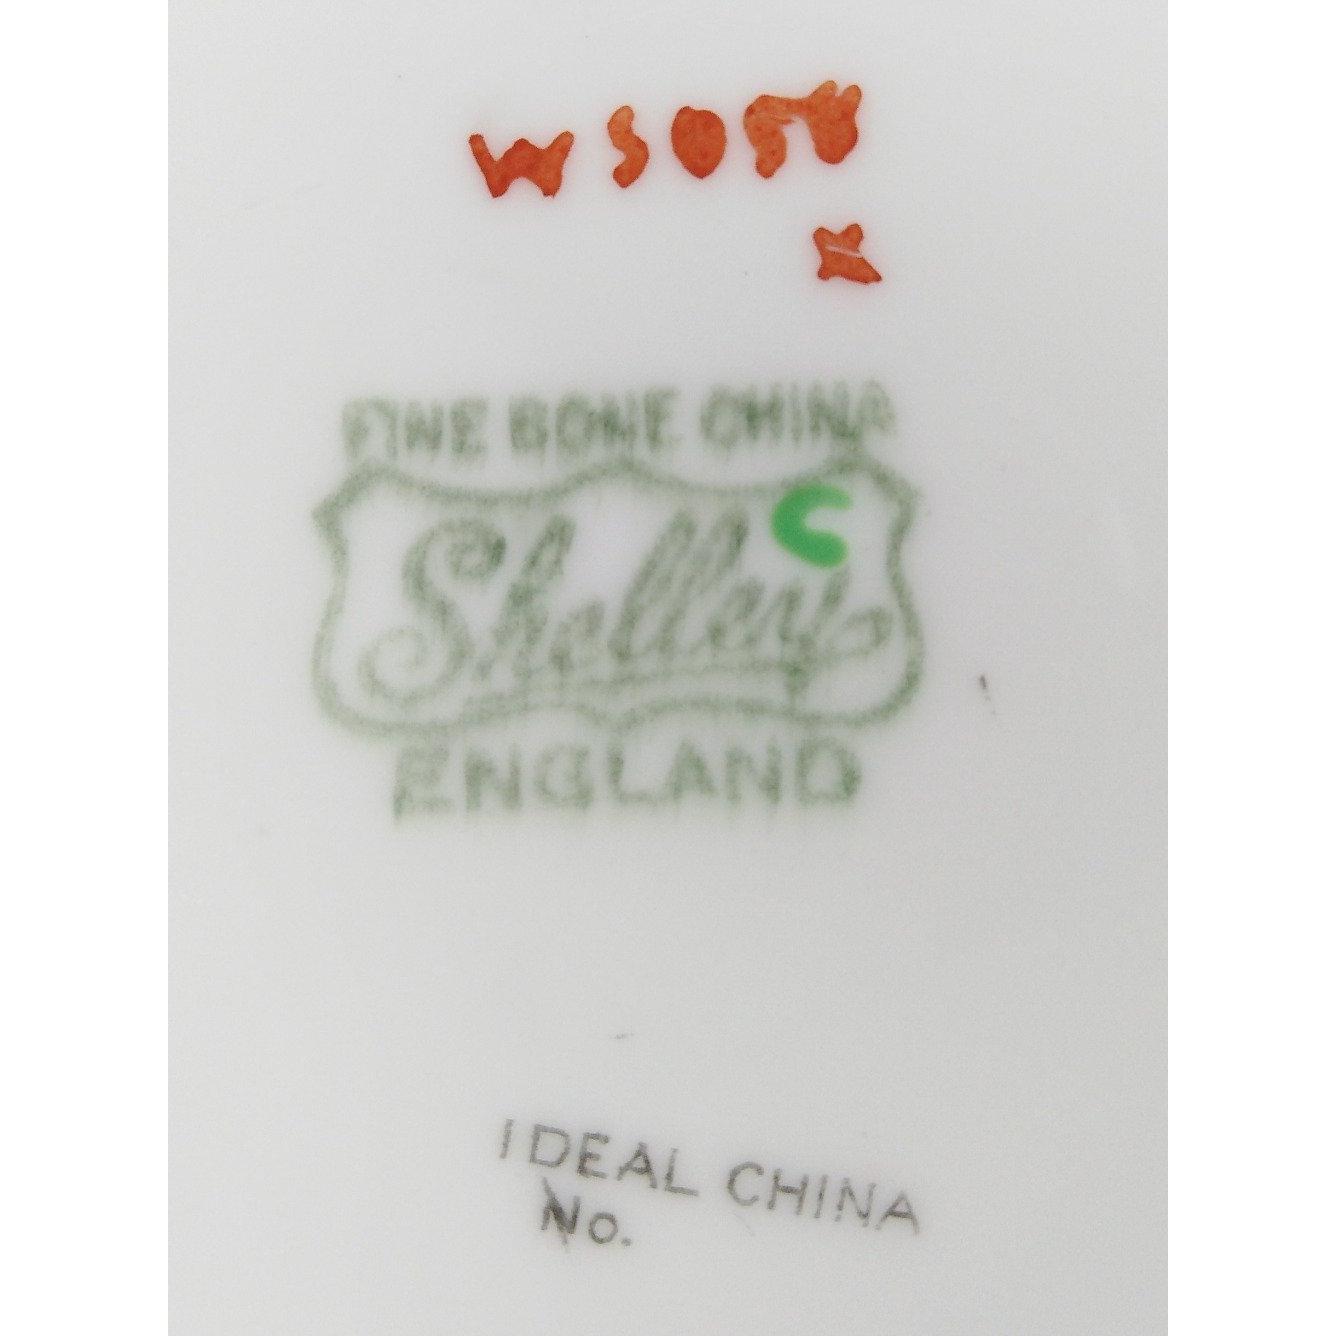 FINE BONE CHINA
C
Shelley
ENGLAND
IDEAL CHINA
No.